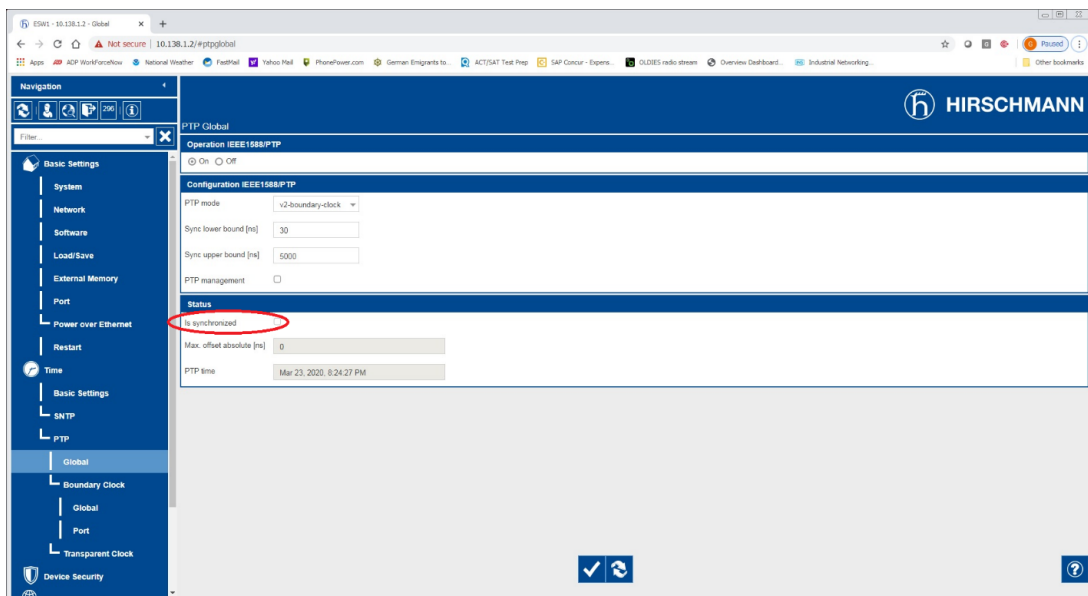 ESW1 - 10.138.1.2 - Global
Not secure | 10.138.1.2/#ptpglobal
Paused
Apps ADP WorkForceNow National Weather FastMail Yahoo Mail PhonePower.com German Emigrants to... ACT/SAT Test Prep SAP Concur - Expens... OLDIES radio stream Overview Dashboard... Industrial Networking... Other bookmarks
Navigation
296
Filter...
HIRSCHMANN
PTP Global
Operation IEEE1588/PTP
On Off
Configuration IEEE1588/PTP
PTP mode v2-boundary-clock
Sync lower bound [ns] 30
Sync upper bound [ns] 5000
PTP management
Status
Is synchronized
Max. offset absolute [ns] 0
PTP time Mar 23, 2020, 8:24:27 PM
Basic Settings
System
Network
Software
Load/Save
External Memory
Port
Power over Ethernet
Restart
Time
Basic Settings
SNTP
PTP
Global
Boundary Clock
Global
Port
Transparent Clock
Device Security
?